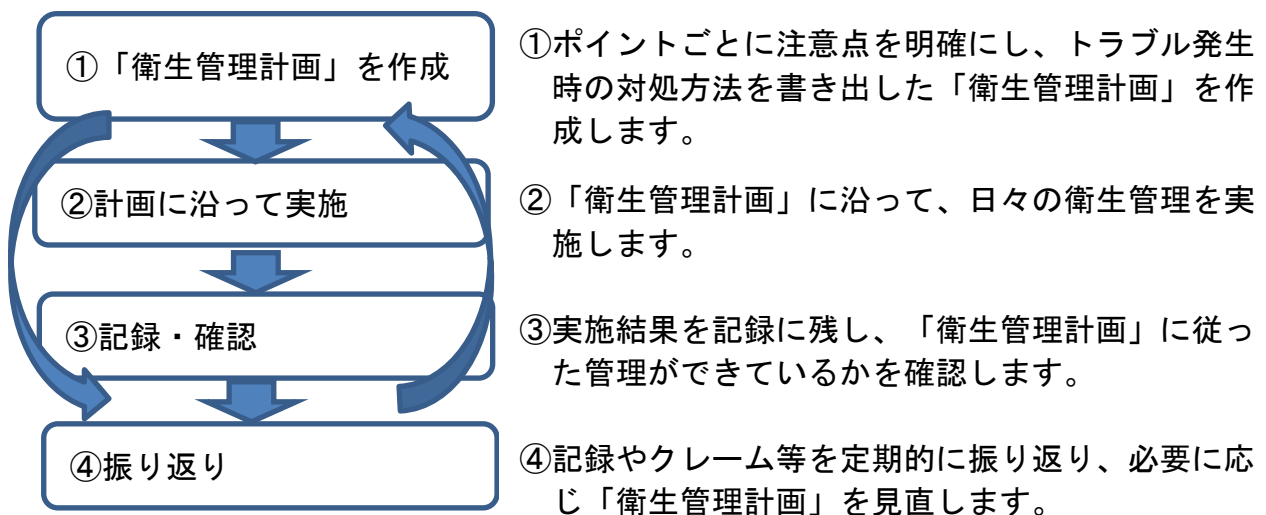 ①「衛生管理計画」を作成
②計画に沿って実施
③記録・確認
④振り返り
①ポイントごとに注意点を明確にし、トラブル発生
時の対処方法を書き出した「衛生管理計画」を作
成します。
②「衛生管理計画」に沿って、日々の衛生管理を実
施します。
③実施結果を記録に残し、「衛生管理計画」に従っ
た管理ができているかを確認します。
④記録やクレーム等を定期的に振り返り、必要に応
じ「衛生管理計画」を見直します。